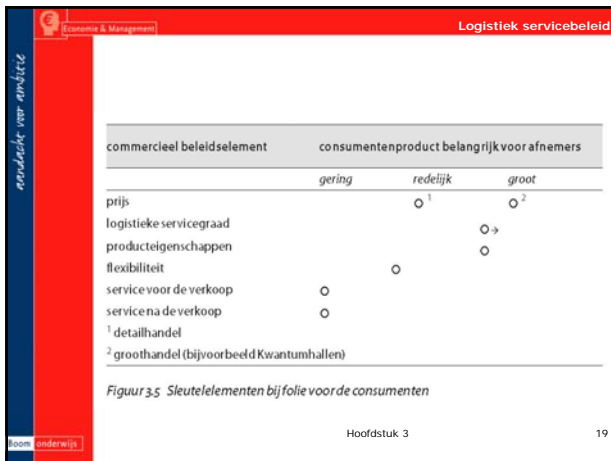 Economie & Management
Logistiek servicebeleid
aandacht voor ambitie
commercieel beleidselement consumentenproduct belangrijk voor afnemers
gering redelijk groot
prijs 1 2
logistieke servicegraad →
producteigenschappen
flexibiliteit
service voor de verkoop
service na de verkoop
1 detailhandel
2 groothandel (bijvoorbeeld Kwantumhallen)
Figuur 3.5 Sleutelelementen bij folie voor de consumenten
Hoofdstuk 3 19
Boom onderwijs